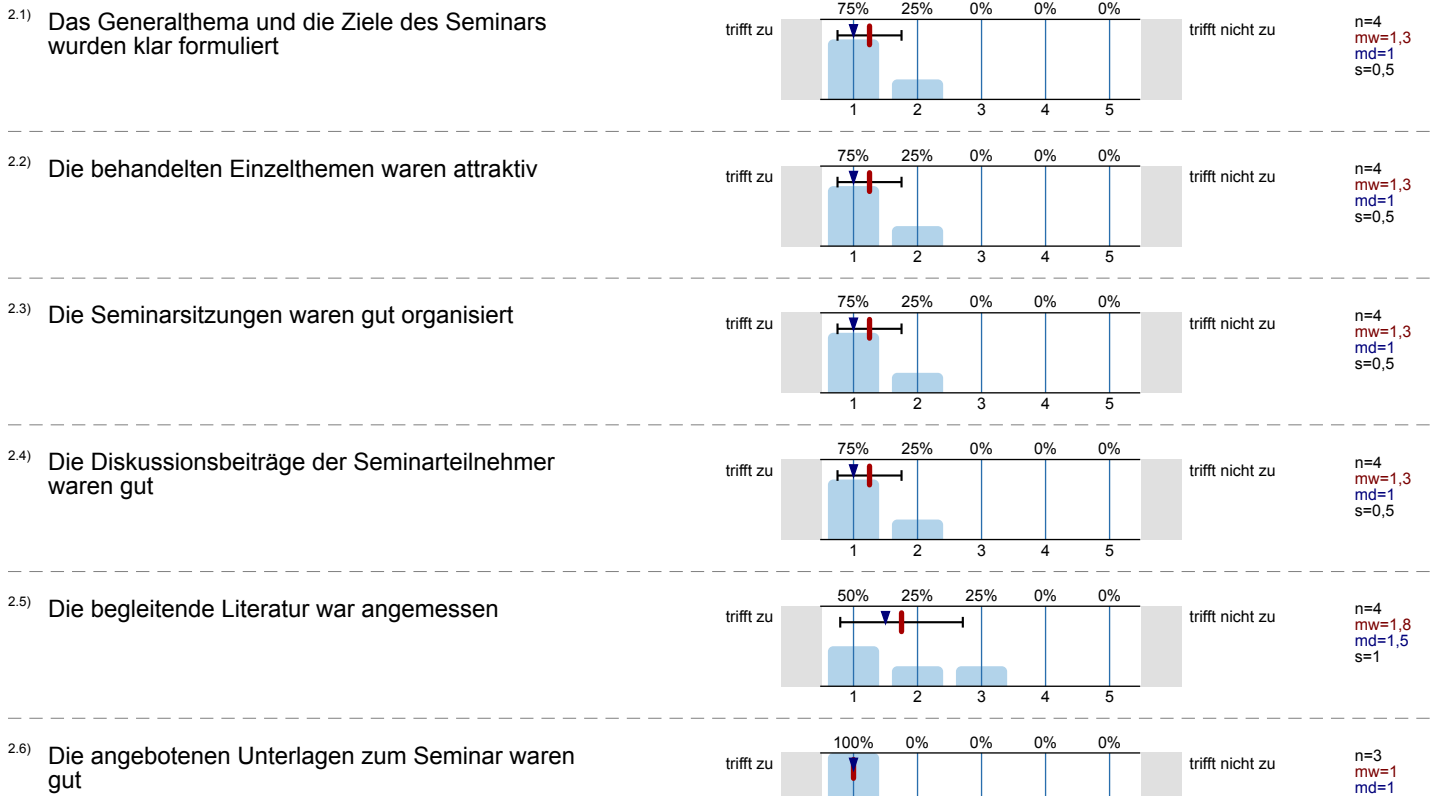 2.1) Das Generalthema und die Ziele des Seminars
wurden klar formuliert
trifft zu
75% 25% 0% 0% 0%
1 2 3 4 5
trifft nicht zu
n=4
mw=1,3
md=1
s=0,5
2.2) Die behandelten Einzelthemen waren attraktiv
trifft zu
75% 25% 0% 0% 0%
1 2 3 4 5
trifft nicht zu
n=4
mw=1,3
md=1
s=0,5
2.3) Die Seminarsitzungen waren gut organisiert
trifft zu
75% 25% 0% 0% 0%
1 2 3 4 5
trifft nicht zu
n=4
mw=1,3
md=1
s=0,5
2.4) Die Diskussionsbeiträge der Seminarteilnehmer
waren gut
trifft zu
75% 25% 0% 0% 0%
1 2 3 4 5
trifft nicht zu
n=4
mw=1,3
md=1
s=0,5
2.5) Die begleitende Literatur war angemessen
trifft zu
50% 25% 25% 0% 0%
1 2 3 4 5
trifft nicht zu
n=4
mw=1,8
md=1,5
s=1
2.6) Die angebotenen Unterlagen zum Seminar waren
gut
trifft zu
100% 0% 0% 0% 0%
trifft nicht zu
n=3
mw=1
md=1